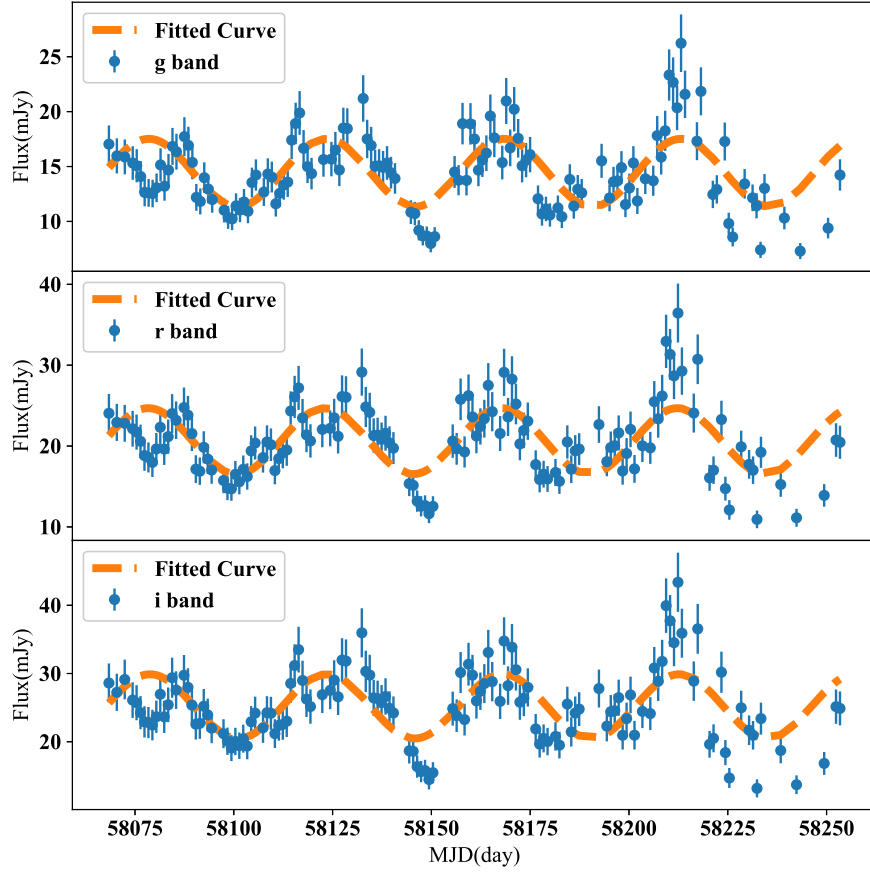 Fitted Curve
g band
25
20
15
10
Flux(mJy)
Fitted Curve
r band
40
30
20
10
Flux(mJy)
Fitted Curve
i band
40
30
20
Flux(mJy)
58075 58100 58125 58150 58175 58200 58225 58250
MJD(day)